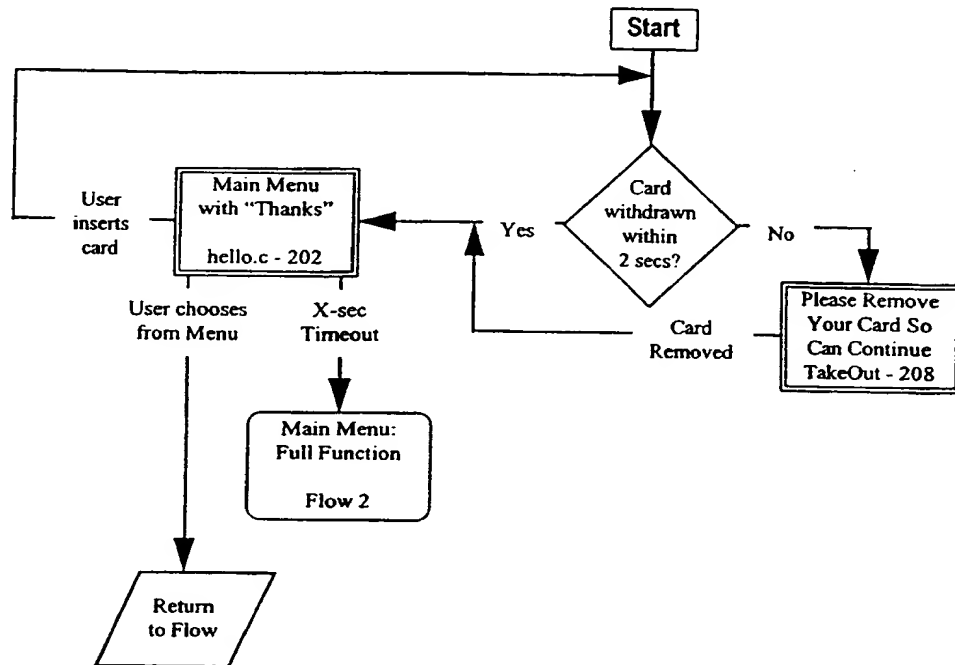 Start
Card
withdrawn
within
2 secs?
Yes
No
Main Menu
with “Thanks”
hello.c - 202
User
inserts
card
Please Remove
Your Card So
Can Continue
TakeOut - 208
Card
Removed
User chooses
from Menu
X-sec
Timeout
Main Menu:
Full Function
Flow 2
Return
to Flow